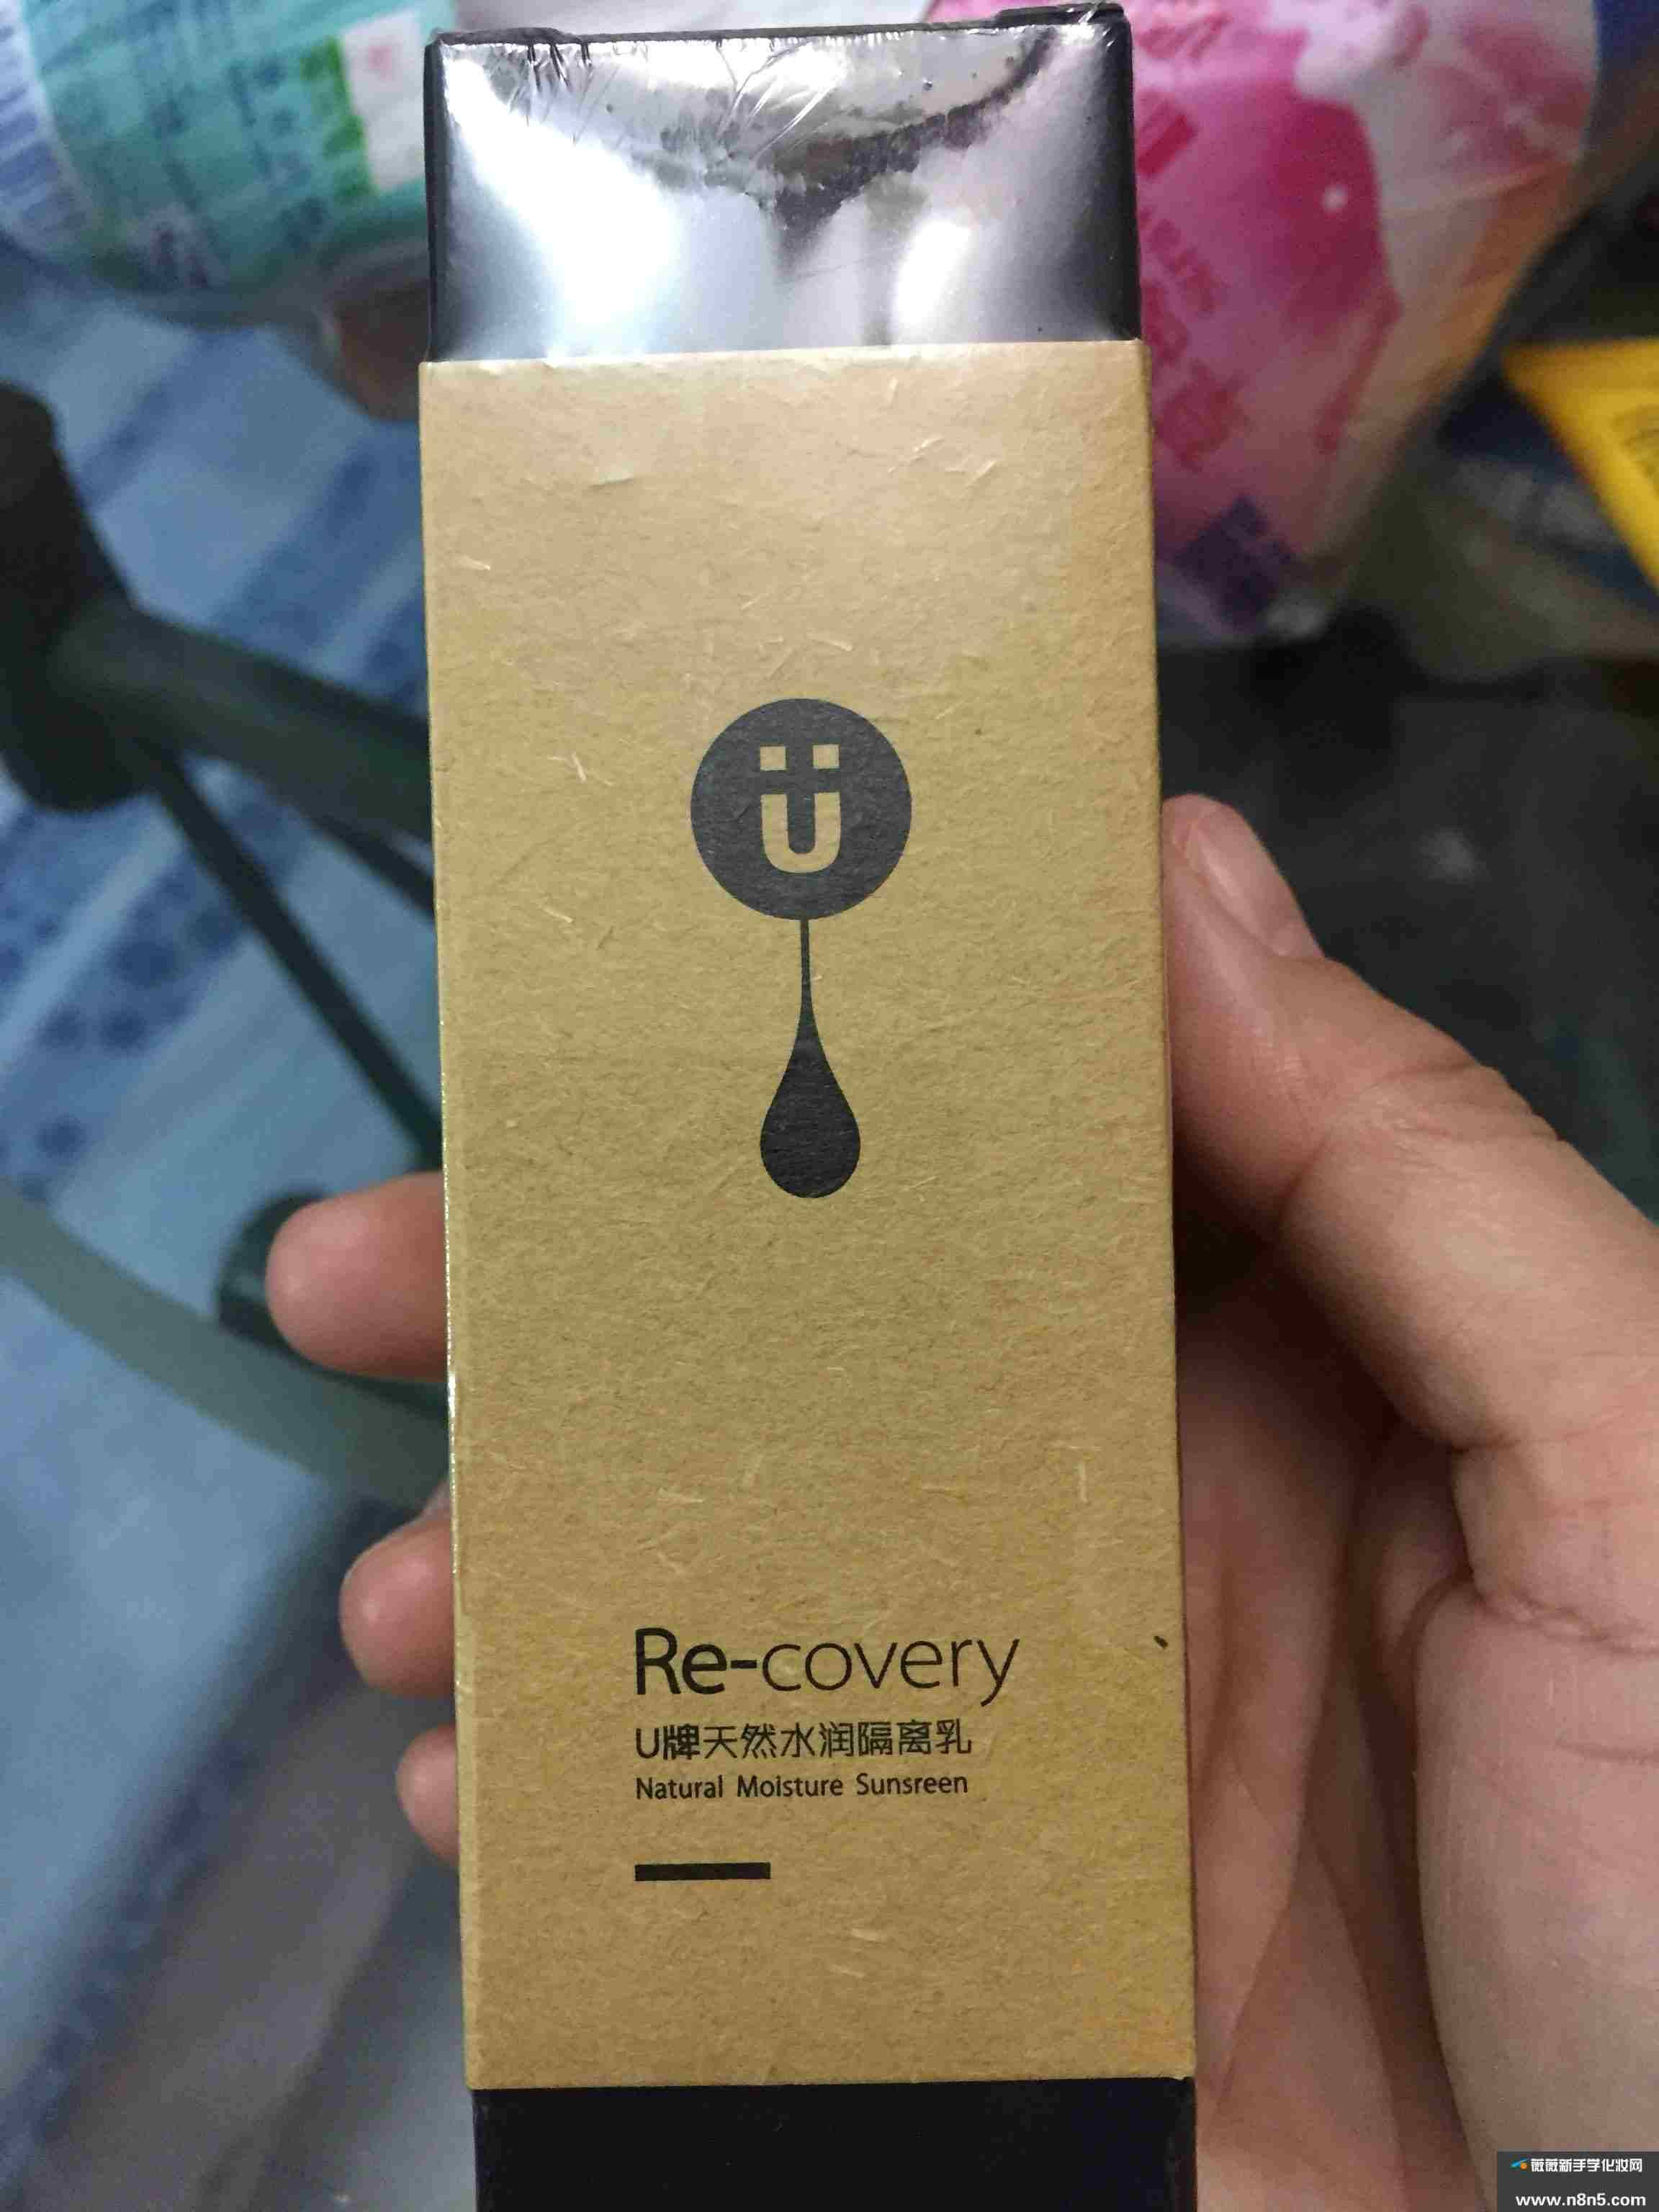 Ü
Re-covery
U牌天然水润隔离乳
Natural Moisture Sunsreen
薇薇新手学化妆网
www.n8n5.com